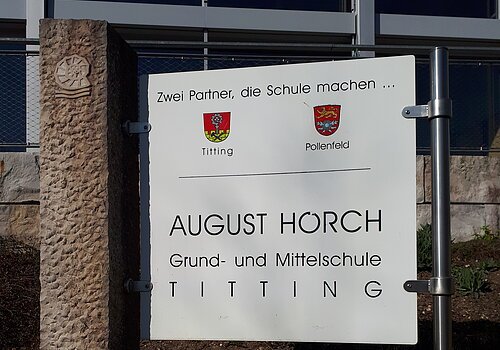 Zwei Partner, die Schule machen ...
Titting
Pollenfeld
AUGUST HORCH
Grund- und Mittelschule
TITTING